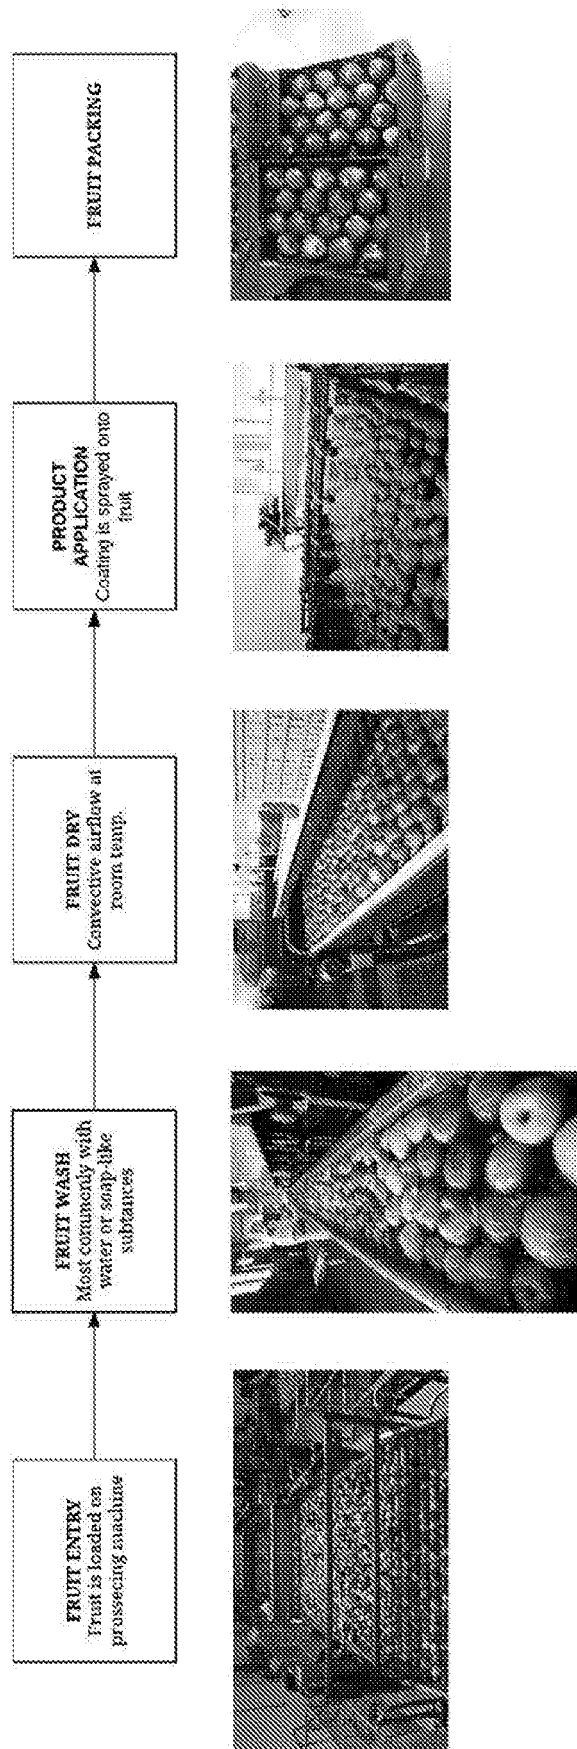 FRUIT ENTRY
Fruit is loaded on
prossecing machine
FRUIT WASH
Most commonly with
water or soap-like
subtances
FRUIT DRY
Convective airflow at
room temp.
PRODUCT
APPLICATION
Coating is sprayed onto
fruit
FRUIT PACKING